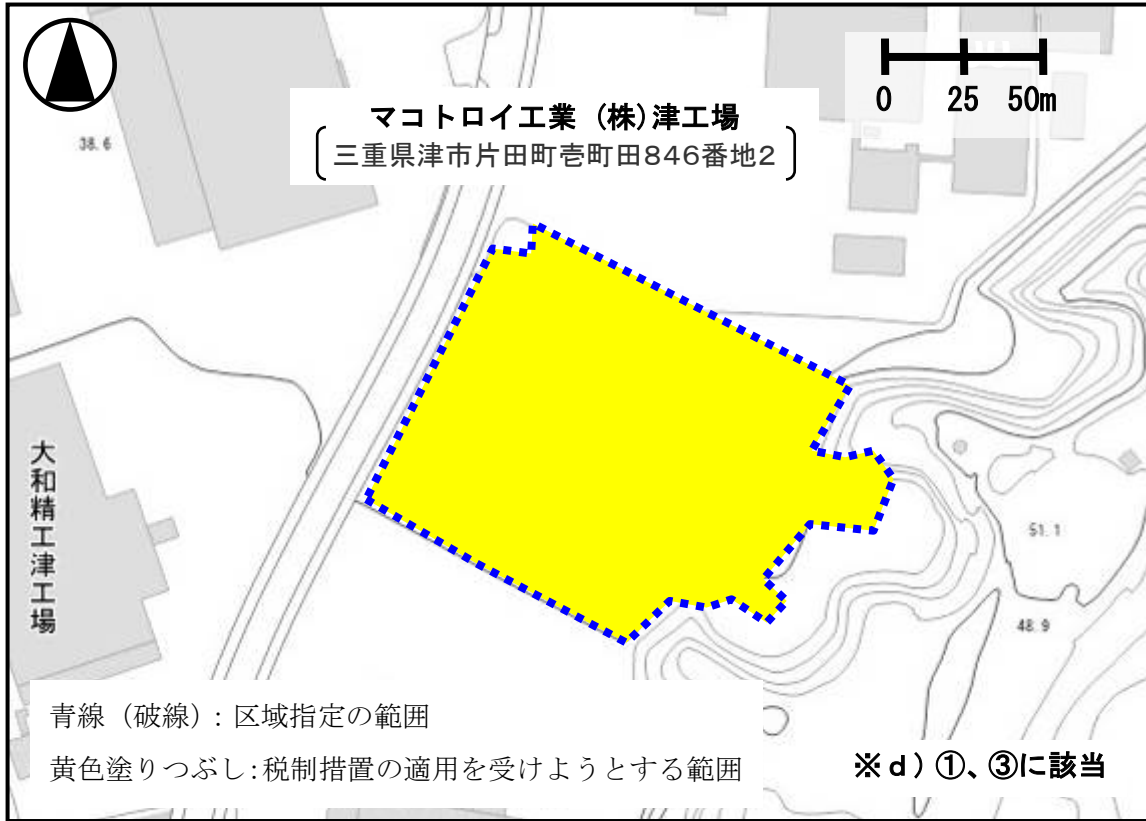 マコトロイ工業 (株)津工場
三重県津市片田町壱町田846番地2
0 25 50m
38.6
大和精工津工場
51.1
48.9
青線（破線）: 区域指定の範囲
黄色塗りつぶし:税制措置の適用を受けようとする範囲
※ｄ) ①、③に該当